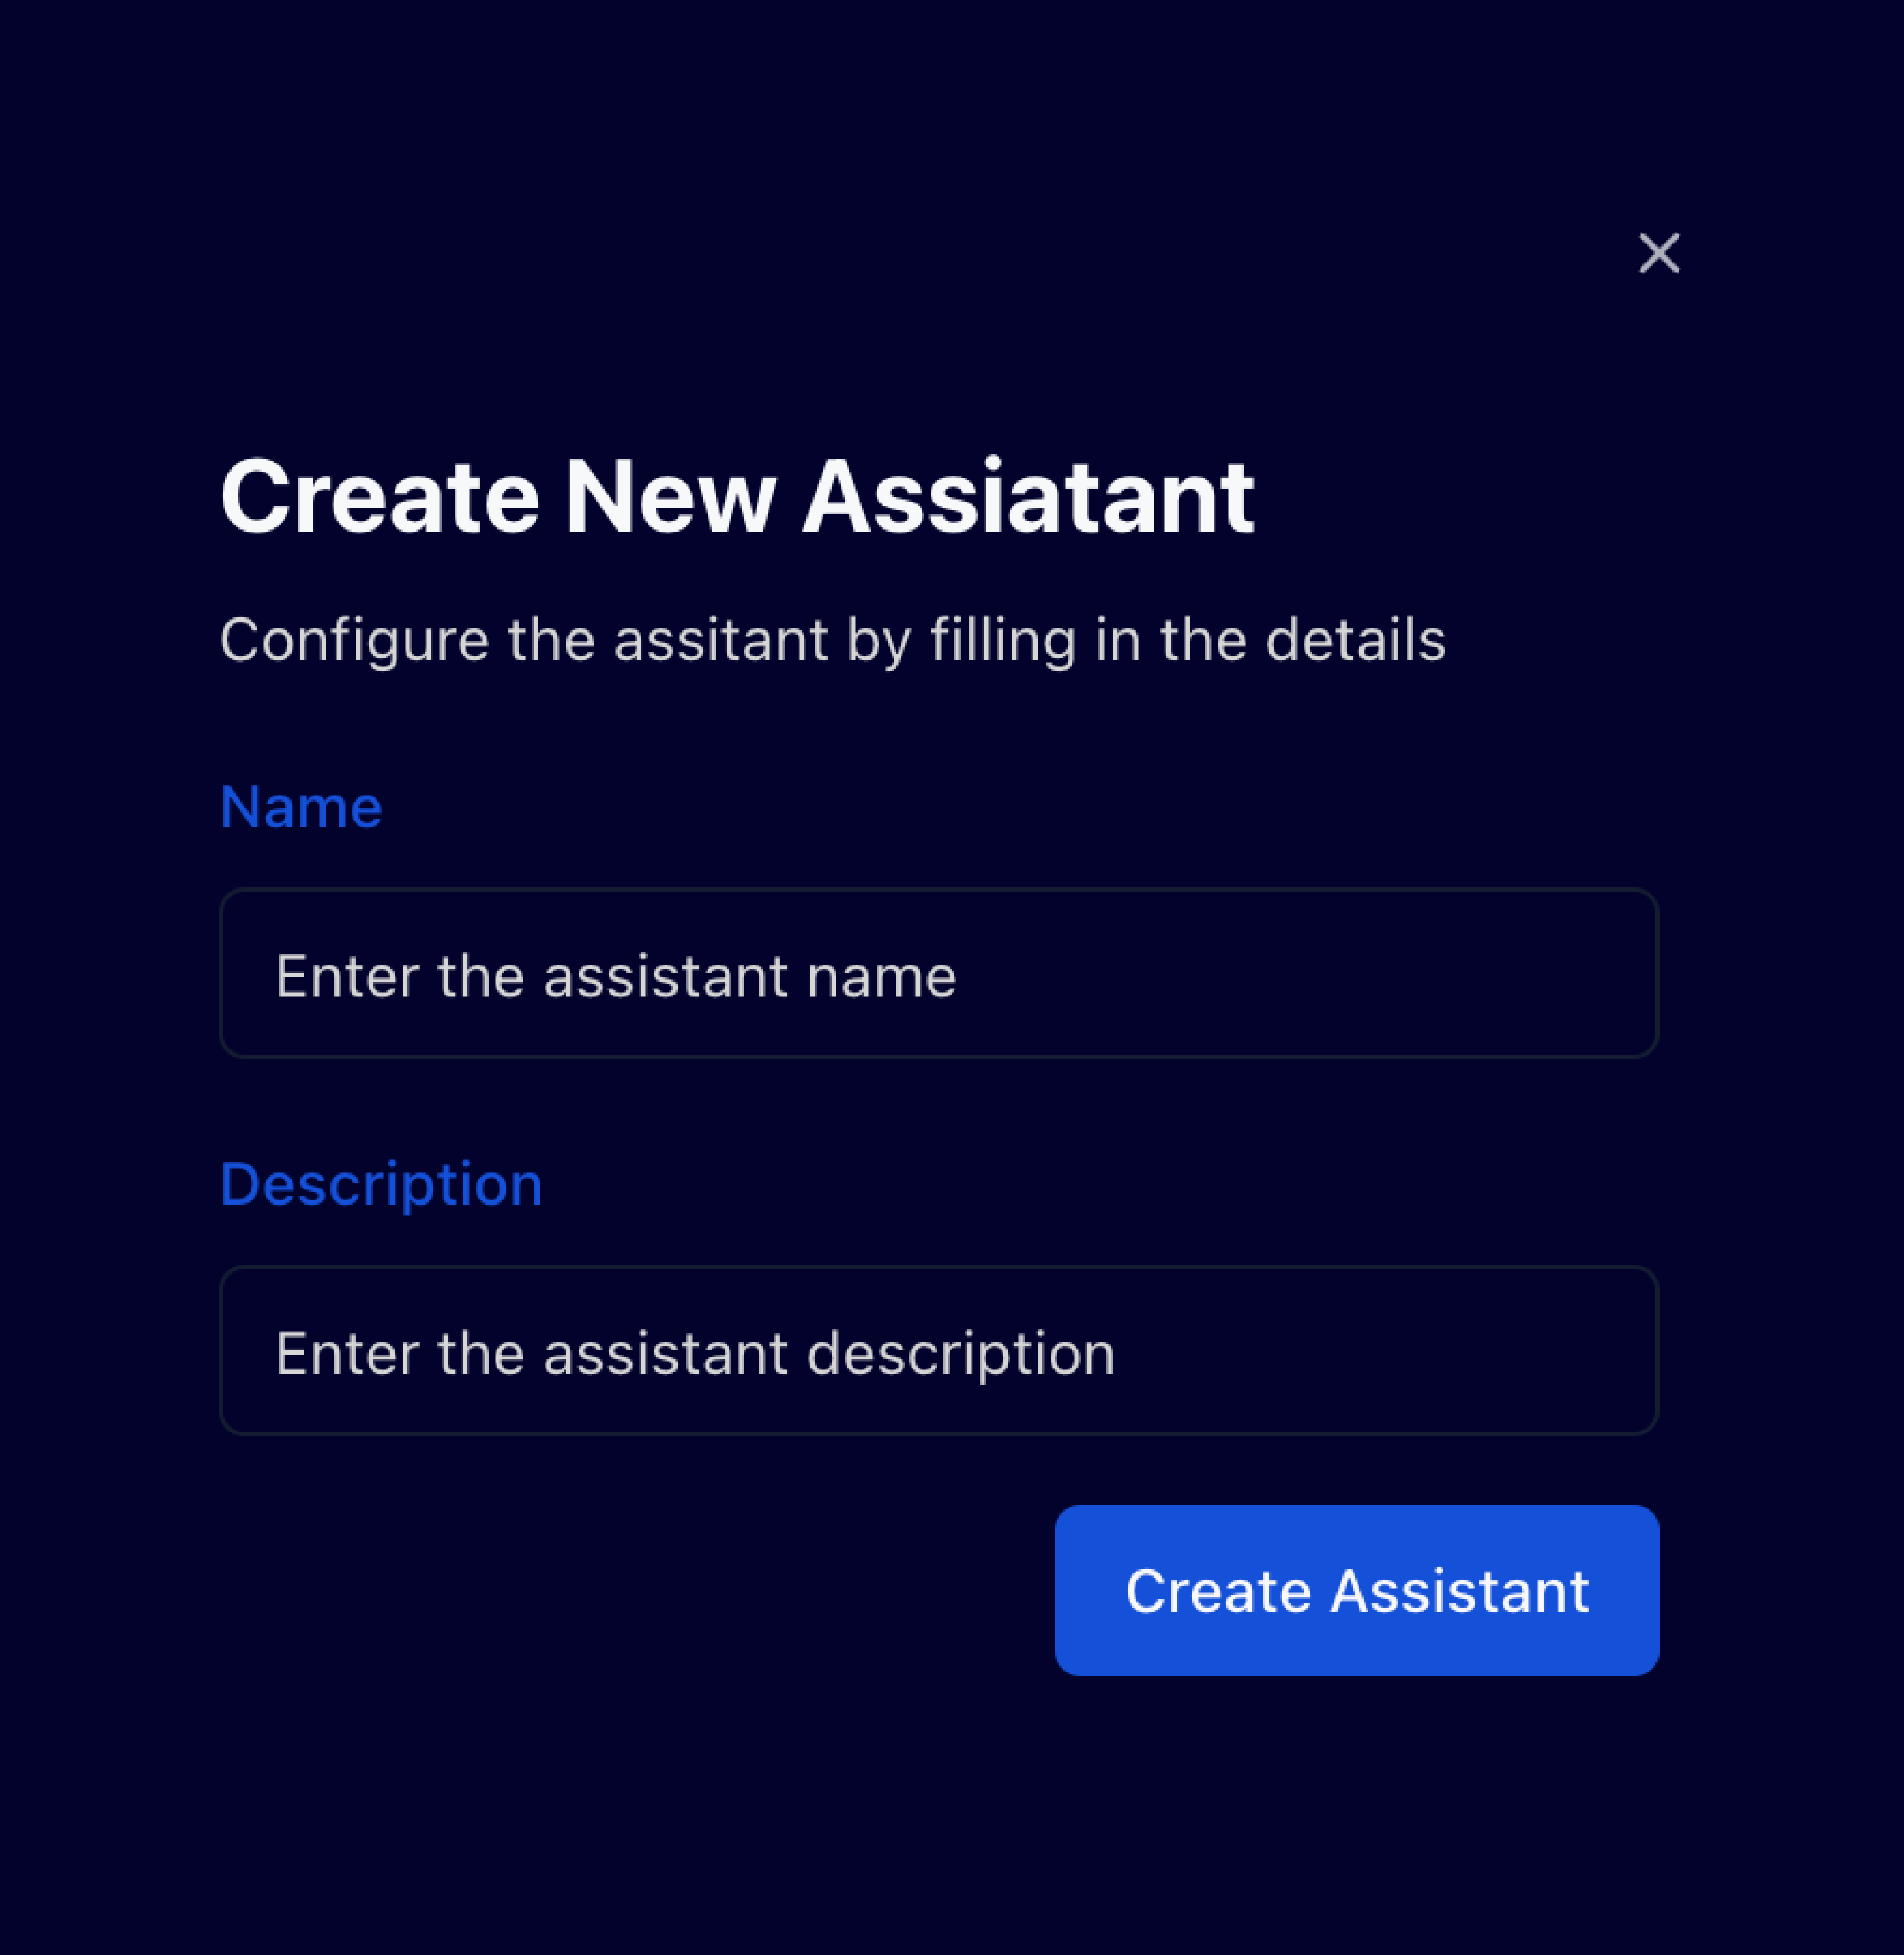 Create New Assiatant
Configure the assitant by filling in the details
Name
Enter the assistant name
Description
Enter the assistant description
Create Assistant